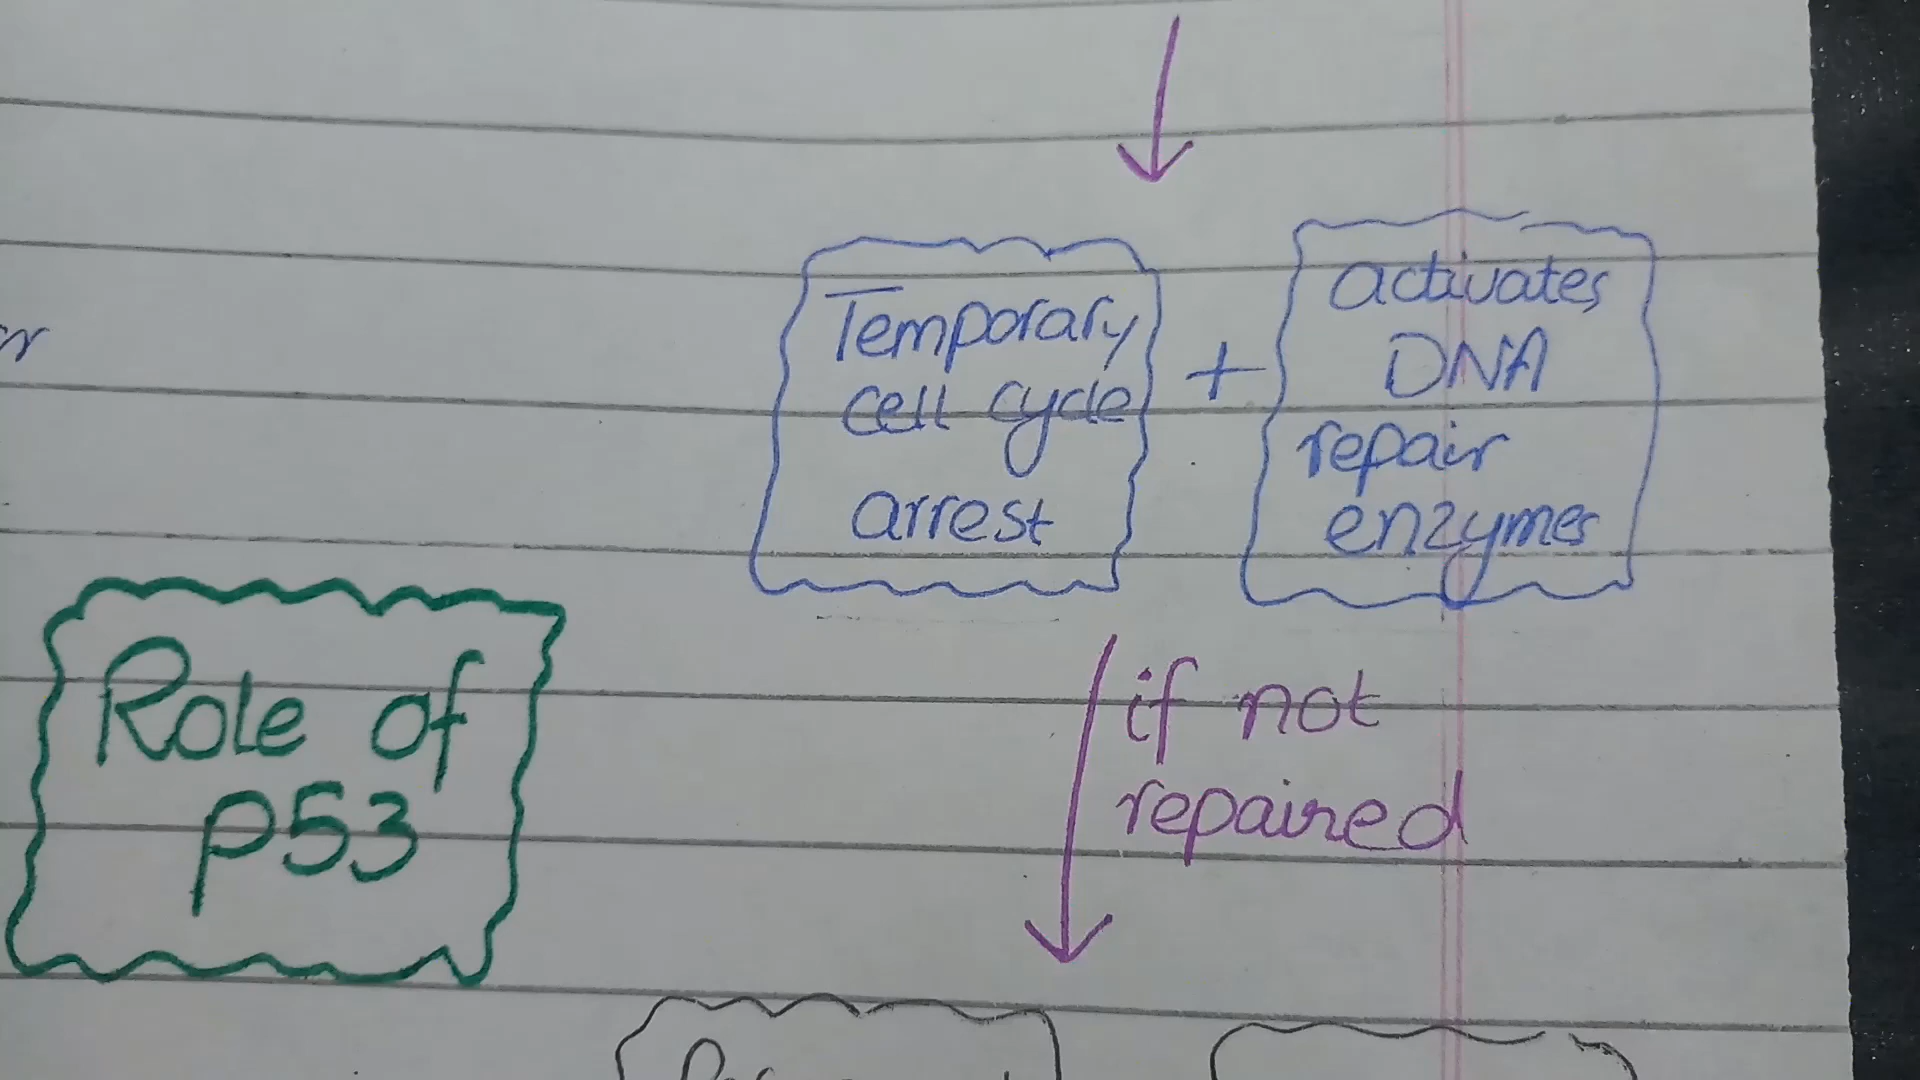 Temporary
cell cycle
arrest
+
activates
DNA
repair
enzymes
Role of
p53
if not
repaired